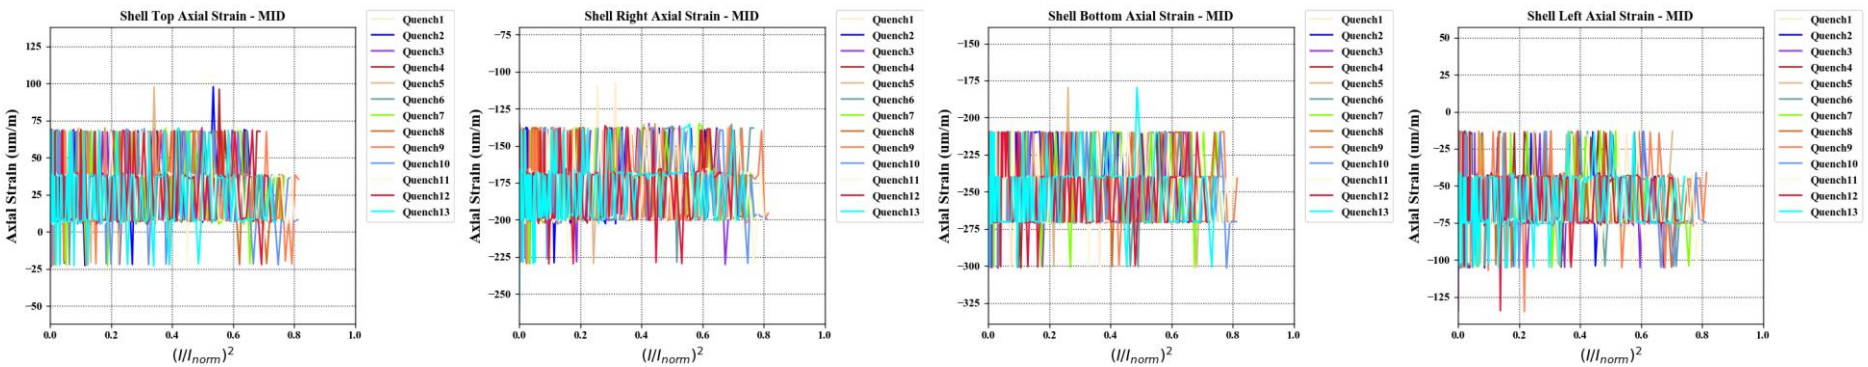 Shell Top Axial Strain - MID
Axial Strain (um/m)
125
100
75
50
25
0
−25
−50
0.0 0.2 0.4 0.6 0.8 1.0
(I/I_norm)²
Quench1
Quench2
Quench3
Quench4
Quench5
Quench6
Quench7
Quench8
Quench9
Quench10
Quench11
Quench12
Quench13
Shell Right Axial Strain - MID
Axial Strain (um/m)
−75
−100
−125
−150
−175
−200
−225
−250
0.0 0.2 0.4 0.6 0.8 1.0
(I/I_norm)²
Quench1
Quench2
Quench3
Quench4
Quench5
Quench6
Quench7
Quench8
Quench9
Quench10
Quench11
Quench12
Quench13
Shell Bottom Axial Strain - MID
Axial Strain (um/m)
−150
−175
−200
−225
−250
−275
−300
−325
0.0 0.2 0.4 0.6 0.8 1.0
(I/I_norm)²
Quench1
Quench2
Quench3
Quench4
Quench5
Quench6
Quench7
Quench8
Quench9
Quench10
Quench11
Quench12
Quench13
Shell Left Axial Strain - MID
Axial Strain (um/m)
50
25
0
−25
−50
−75
−100
−125
0.0 0.2 0.4 0.6 0.8 1.0
(I/I_norm)²
Quench1
Quench2
Quench3
Quench4
Quench5
Quench6
Quench7
Quench8
Quench9
Quench10
Quench11
Quench12
Quench13